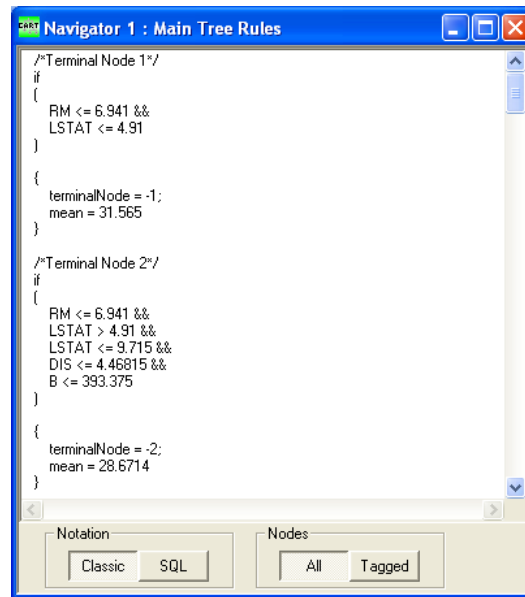 CART Navigator 1 : Main Tree Rules
/*Terminal Node 1*/
if
(
RM <= 6.941 &&
LSTAT <= 4.91
)
{
terminalNode = -1;
mean = 31.565
}
/*Terminal Node 2*/
if
(
RM <= 6.941 &&
LSTAT > 4.91 &&
LSTAT <= 9.715 &&
DIS <= 4.46815 &&
B <= 393.375
)
{
terminalNode = -2;
mean = 28.6714
}
Notation
Classic SQL
Nodes
All Tagged